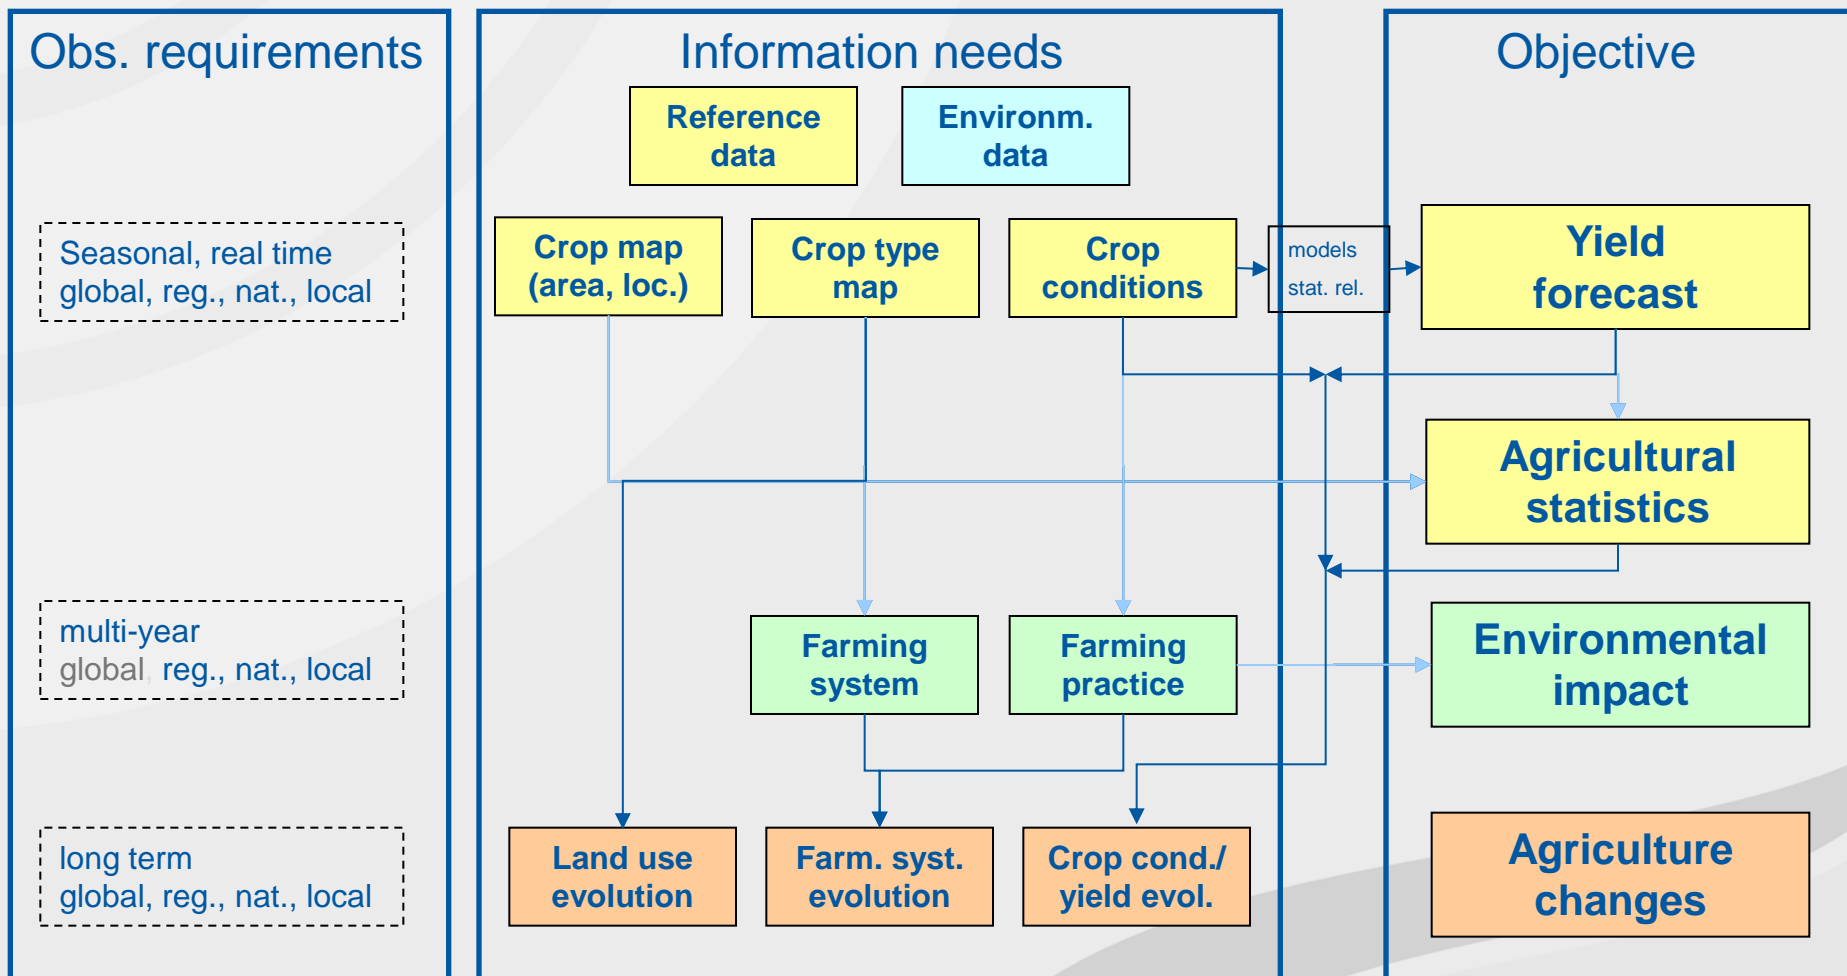 Obs. requirements
Information needs
Objective
Reference
data
Environm.
data
Seasonal, real time
global, reg., nat., local
Crop map
(area, loc.)
Crop type
map
Crop
conditions
models
stat. rel.
Yield
forecast
Agricultural
statistics
multi-year
global, reg., nat., local
Farming
system
Farming
practice
Environmental
impact
long term
global, reg., nat., local
Land use
evolution
Farm. syst.
evolution
Crop cond./
yield evol.
Agriculture
changes